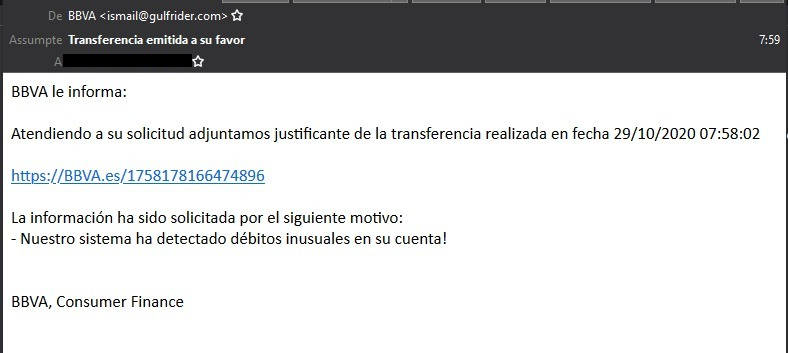 De BBVA <ismail@gulfrider.com>
Assumpte Transferencia emitida a su favor 7:59
A
BBVA le informa:
Atendiendo a su solicitud adjuntamos justificante de la transferencia realizada en fecha 29/10/2020 07:58:02
https://BBVA.es/1758178166474896
La información ha sido solicitada por el siguiente motivo:
- Nuestro sistema ha detectado débitos inusuales en su cuenta!
BBVA, Consumer Finance